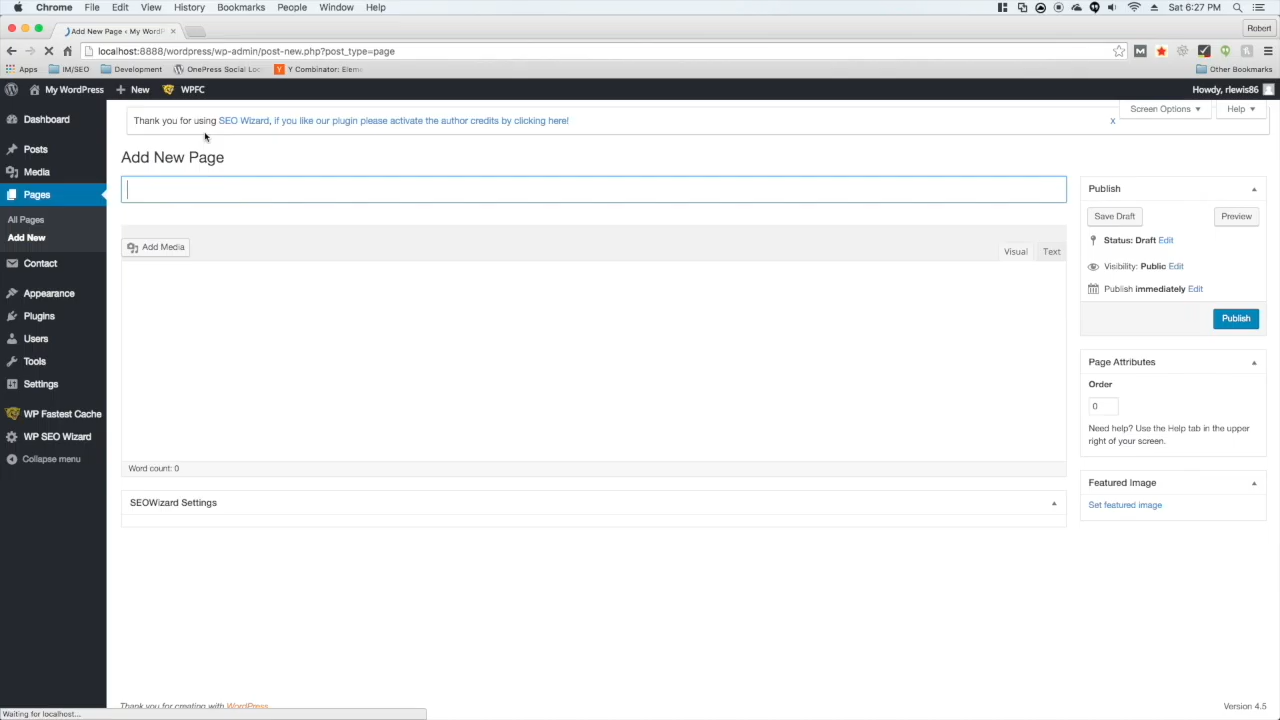 Chrome File Edit View History Bookmarks People Window Help Sat 6:27 PM
Add New Page ‹ My WordP Robert
localhost:8888/wordpress/wp-admin/post-new.php?post_type=page
Apps IM/SEO Development OnePress Social Loc Y Combinator: Eleme Other Bookmarks
My WordPress New WPFC Howdy, rlewis86
Screen Options Help
Thank you for using SEO Wizard, if you like our plugin please activate the author credits by clicking here! x
Dashboard
Posts
Media
Pages
All Pages
Add New
Contact
Appearance
Plugins
Users
Tools
Settings
WP Fastest Cache
WP SEO Wizard
Collapse menu
Add New Page
Add Media
Visual Text
Word count: 0
SEOWizard Settings
Publish
Save Draft Preview
Status: Draft Edit
Visibility: Public Edit
Publish immediately Edit
Publish
Page Attributes
Order
0
Need help? Use the Help tab in the upper
right of your screen.
Featured Image
Set featured image
Thank you for creating with WordPress.
Version 4.5
Waiting for localhost...